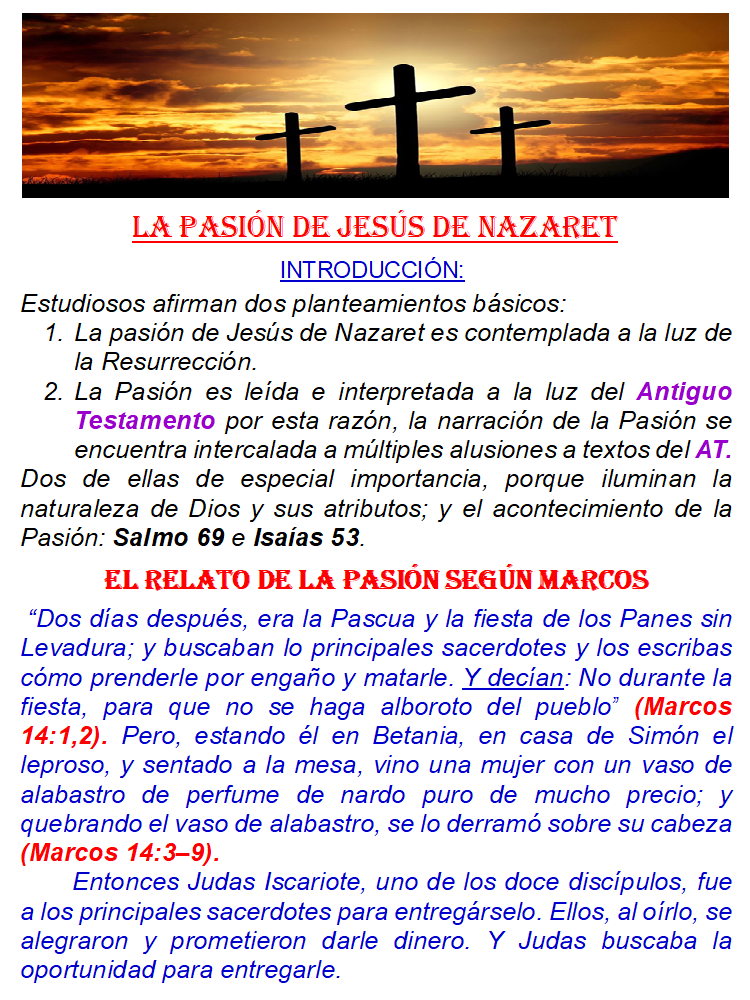 LA PASIÓN DE JESÚS DE NAZARET
INTRODUCCIÓN:
Estudiosos afirman dos planteamientos básicos:
1. La pasión de Jesús de Nazaret es contemplada a la luz de
la Resurrección.
2. La Pasión es leída e interpretada a la luz del Antiguo
Testamento por esta razón, la narración de la Pasión se
encuentra intercalada a múltiples alusiones a textos del AT.
Dos de ellas de especial importancia, porque iluminan la
naturaleza de Dios y sus atributos; y el acontecimiento de la
Pasión: Salmo 69 e Isaías 53.
EL RELATO DE LA PASIÓN SEGÚN MARCOS
“Dos días después, era la Pascua y la fiesta de los Panes sin
Levadura; y buscaban lo principales sacerdotes y los escribas
cómo prenderle por engaño y matarle. Y decían: No durante la
fiesta, para que no se haga alboroto del pueblo” (Marcos
14:1,2). Pero, estando él en Betania, en casa de Simón el
leproso, y sentado a la mesa, vino una mujer con un vaso de
alabastro de perfume de nardo puro de mucho precio; y
quebrando el vaso de alabastro, se lo derramó sobre su cabeza
(Marcos 14:3–9).
Entonces Judas Iscariote, uno de los doce discípulos, fue
a los principales sacerdotes para entregárselo. Ellos, al oírlo, se
alegraron y prometieron darle dinero. Y Judas buscaba la
oportunidad para entregarle.